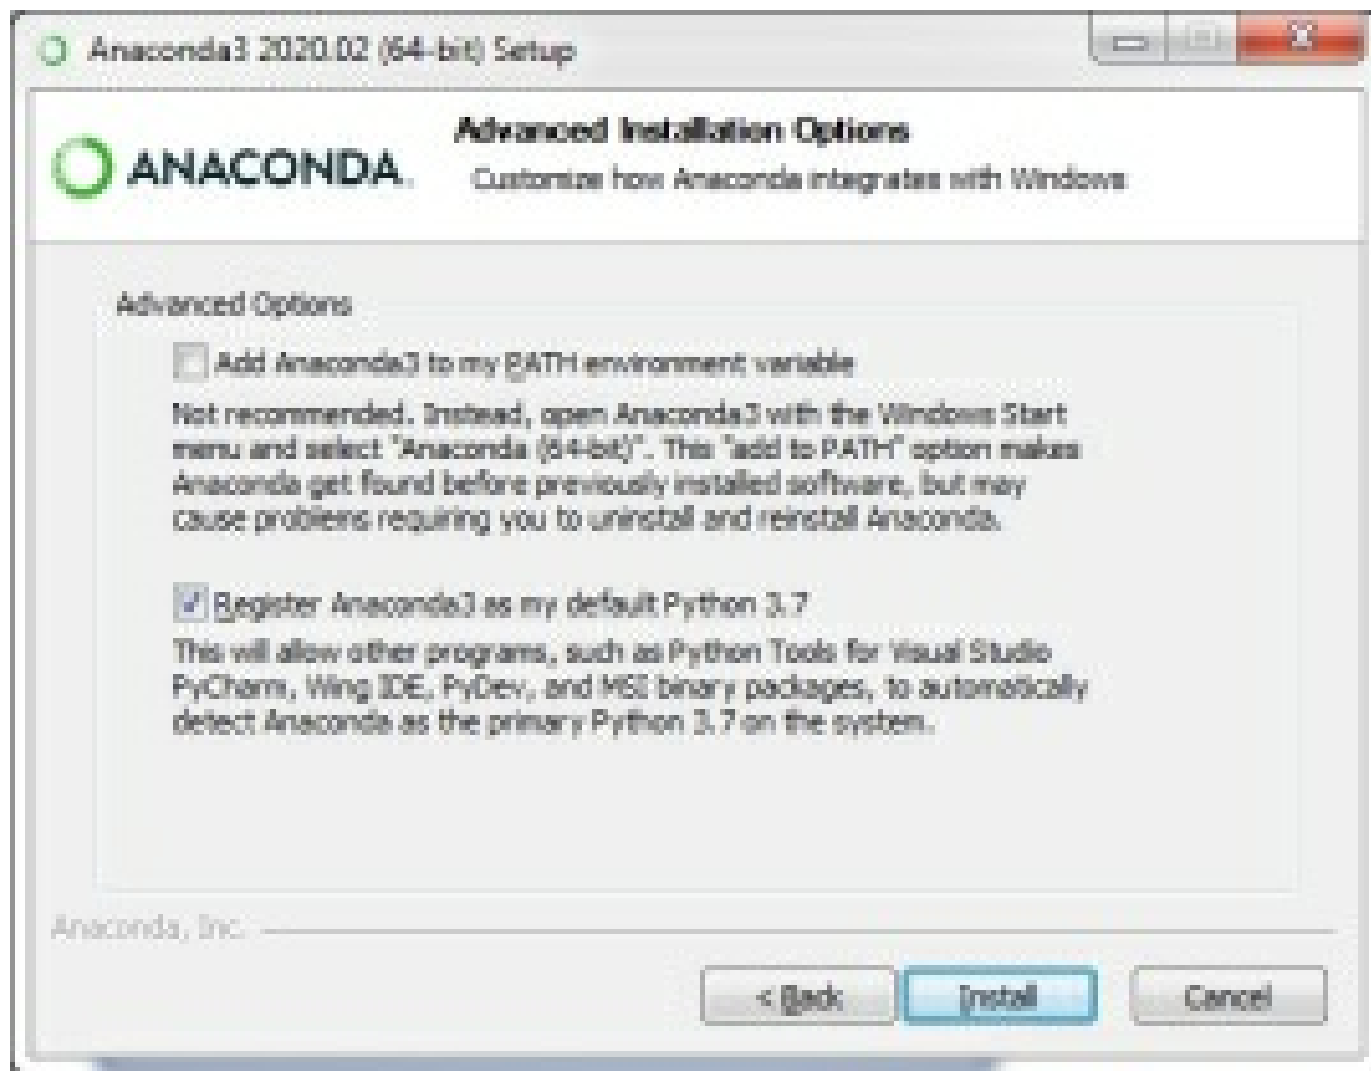 Anaconda3 2020.02 (64-bit) Setup
ANACONDA.
Advanced Installation Options
Customize how Anaconda integrates with Windows
Advanced Options
Add Anaconda3 to my PATH environment variable
Not recommended. Instead, open Anaconda3 with the Windows Start
menu and select "Anaconda (64-bit)". This "add to PATH" option makes
Anaconda get found before previously installed software, but may
cause problems requiring you to uninstall and reinstall Anaconda.
Register Anaconda3 as my default Python 3.7
This will allow other programs, such as Python Tools for Visual Studio
PyCharm, Wing IDE, PyDev, and MSI binary packages, to automatically
detect Anaconda as the primary Python 3.7 on the system.
Anaconda, Inc.
< Back
Install
Cancel